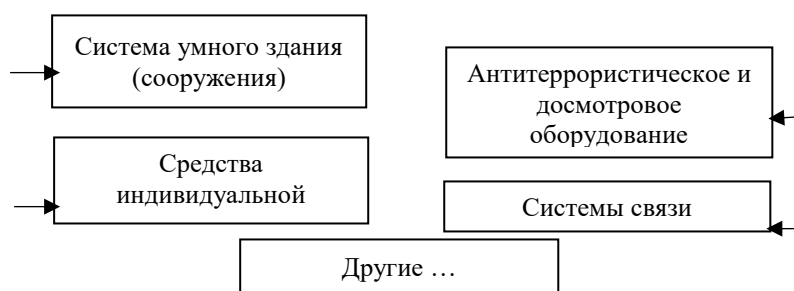 Система умного здания
(сооружения)
Антитеррористическое и
досмотровое
оборудование
Средства
индивидуальной
Системы связи
Другие …